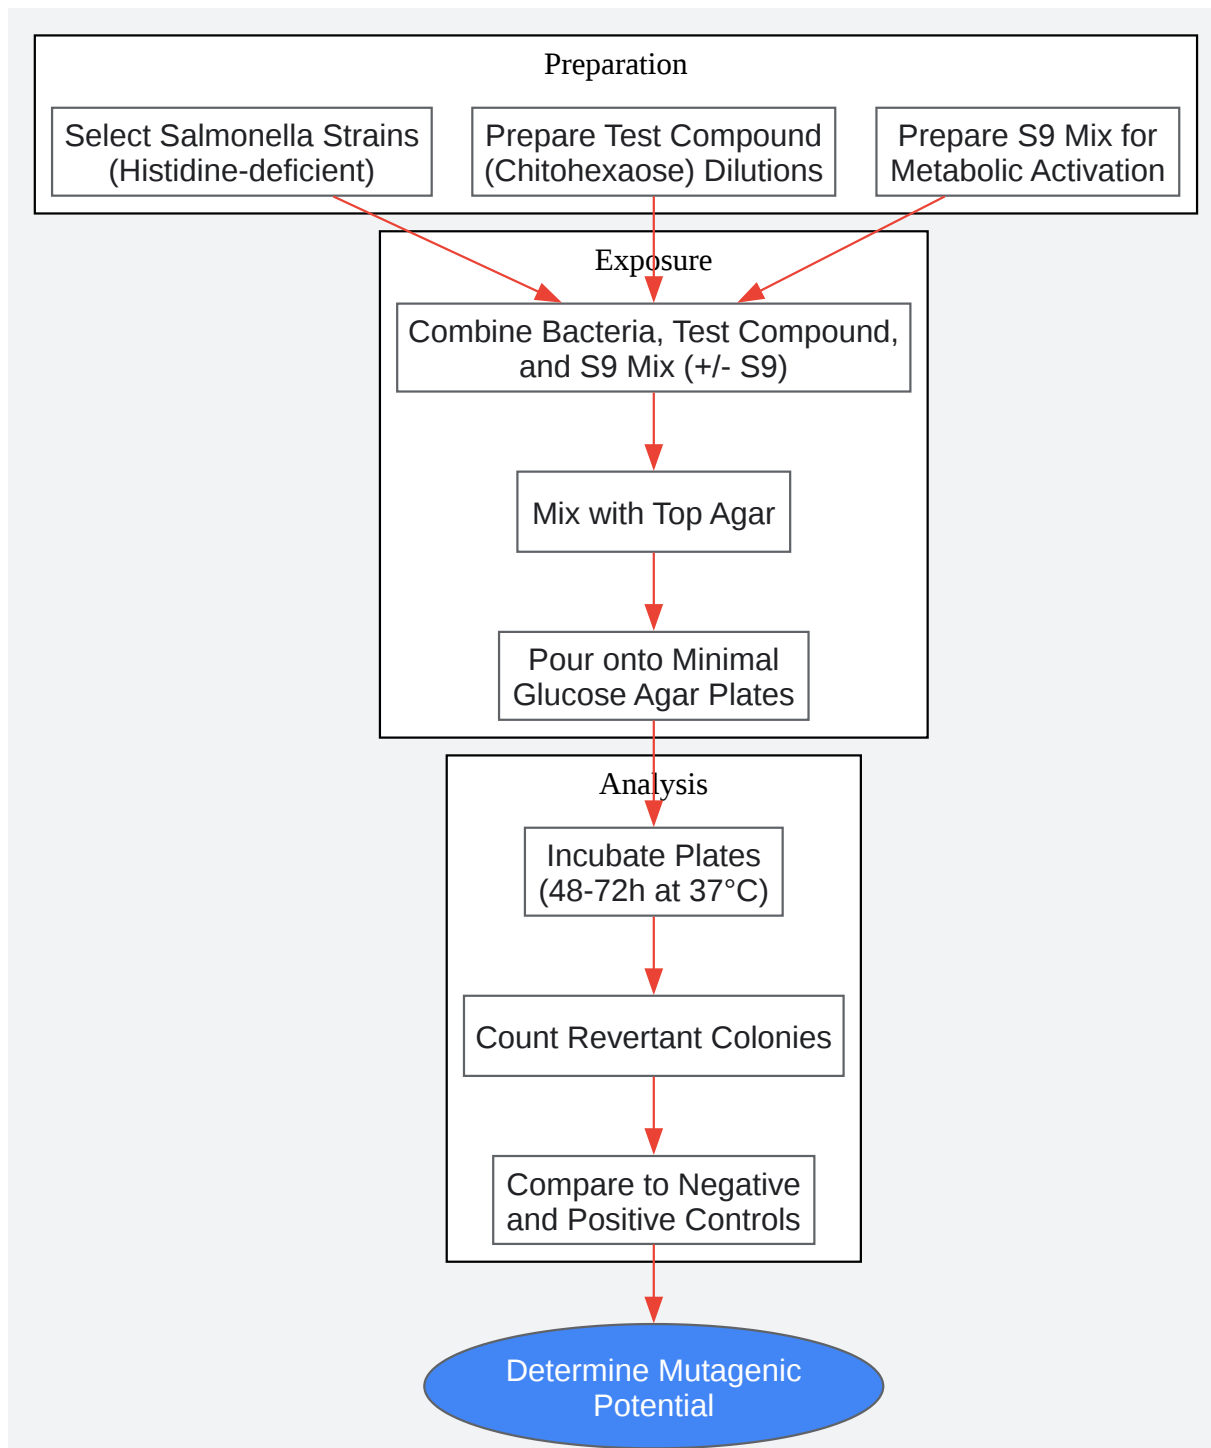 Preparation
Select Salmonella Strains
(Histidine-deficient)
Prepare Test Compound
(Chitohexaose) Dilutions
Prepare S9 Mix for
Metabolic Activation
Exposure
Combine Bacteria, Test Compound,
and S9 Mix (+/- S9)
Mix with Top Agar
Pour onto Minimal
Glucose Agar Plates
Analysis
Incubate Plates
(48-72h at 37°C)
Count Revertant Colonies
Compare to Negative
and Positive Controls
Determine Mutagenic
Potential